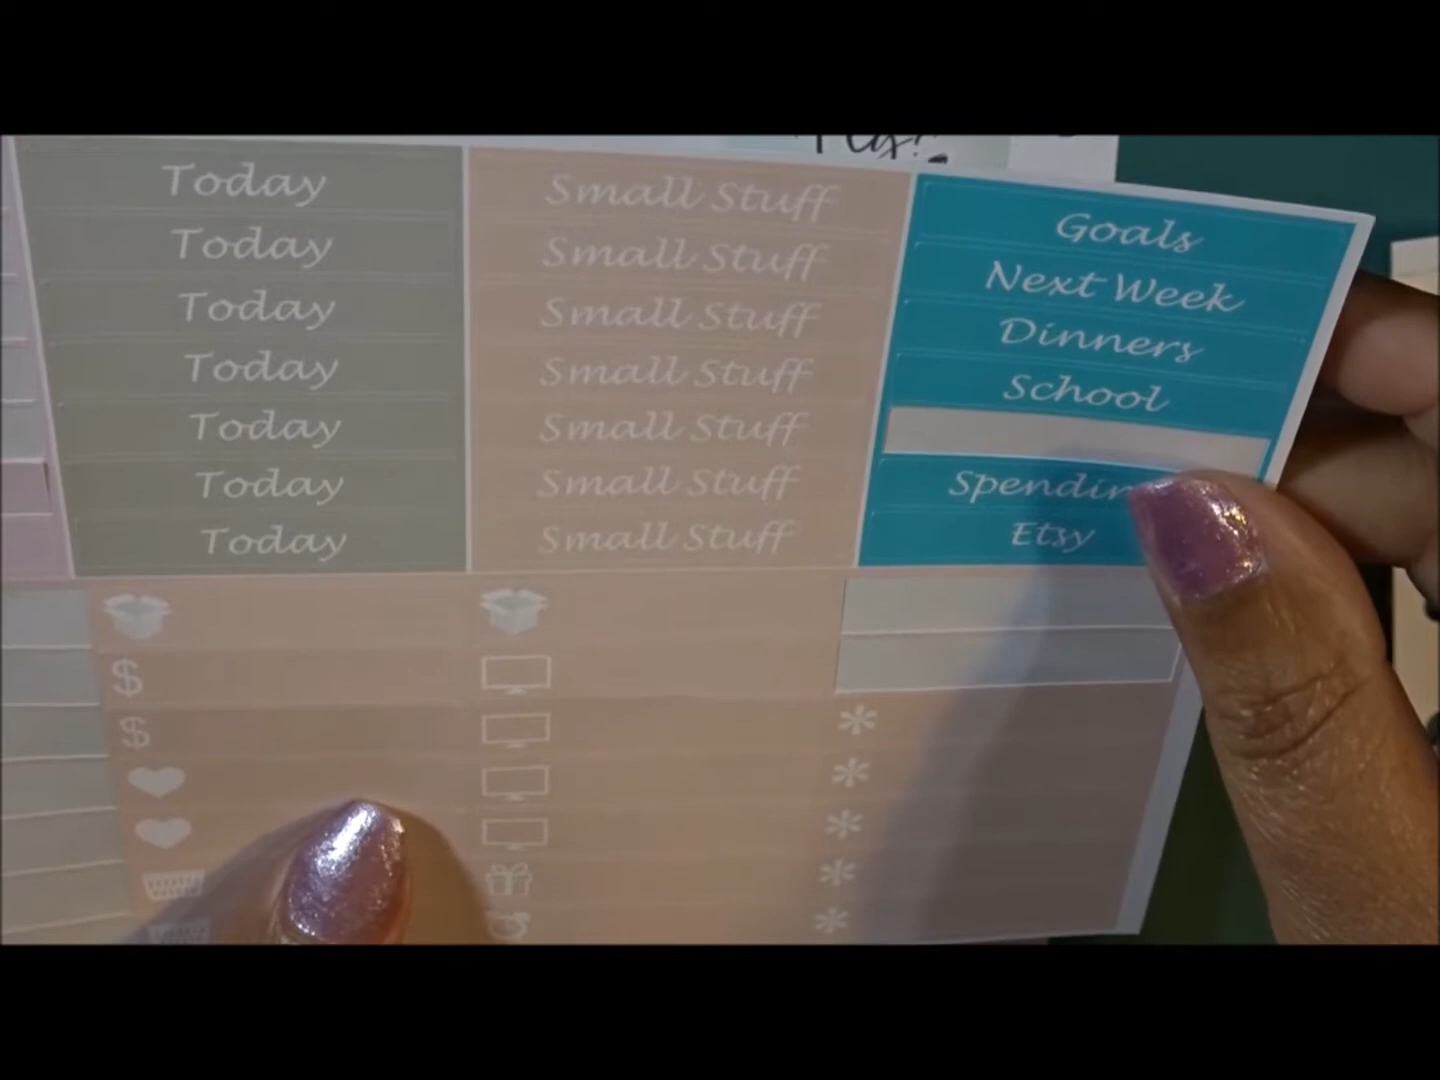 Today
Today
Today
Today
Today
Today
Today
Small Stuff
Small Stuff
Small Stuff
Small Stuff
Small Stuff
Small Stuff
Small Stuff
Goals
Next Week
Dinners
School
Etsy
$
$
*
*
*
*
*